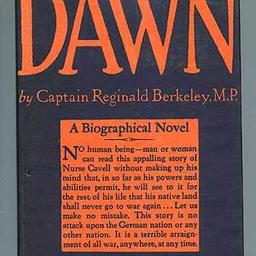 DAWN
by Captain Reginald Berkeley, M.P.
A Biographical Novel
NO human being—man or woman
can read this appalling story of
Nurse Cavell without making up his
mind that, in so far as his powers and
abilities permit, he will see to it for
the rest of his life that his native land
shall never go to war again . . . Let us
make no mistake. This story is no
attack upon the German nation or any
other nation. It is a terrible arraign-
ment of all war, anywhere, at any time.